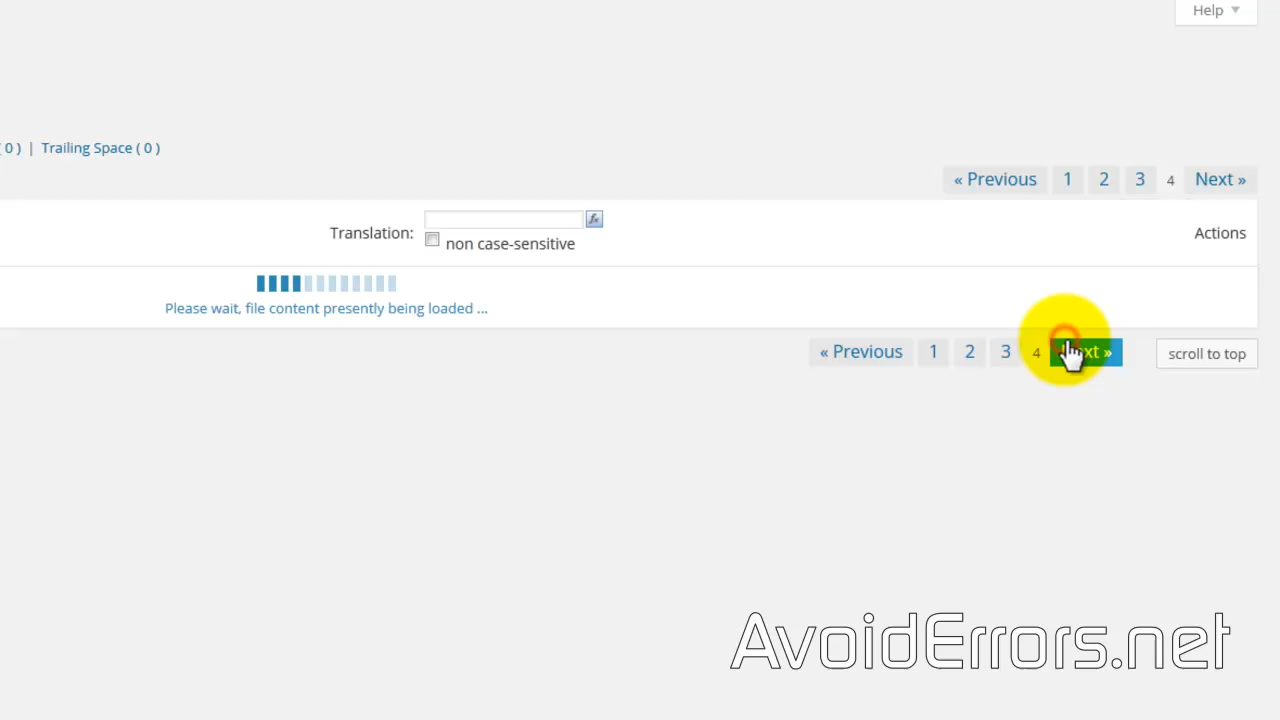 Help
( 0 ) | Trailing Space ( 0 )
« Previous 1 2 3 4 Next »
Translation:
non case-sensitive
Actions
Please wait, file content presently being loaded ...
« Previous 1 2 3 4 Next »
scroll to top
AvoidErrors.net